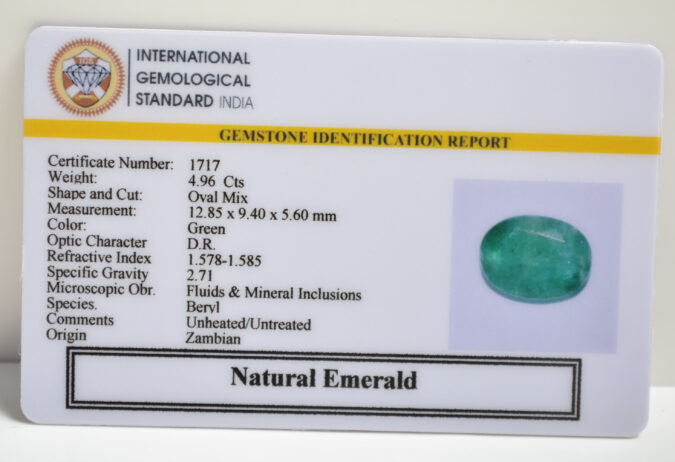 IGS
INTERNATIONAL
GEMOLOGICAL
STANDARD INDIA
GEMSTONE IDENTIFICATION REPORT
Certificate Number: 1717
Weight: 4.96 Cts
Shape and Cut: Oval Mix
Measurement: 12.85 x 9.40 x 5.60 mm
Color: Green
Optic Character D.R.
Refractive Index 1.578-1.585
Specific Gravity 2.71
Microscopic Obr. Fluids & Mineral Inclusions
Species. Beryl
Comments Unheated/Untreated
Origin Zambian
Natural Emerald